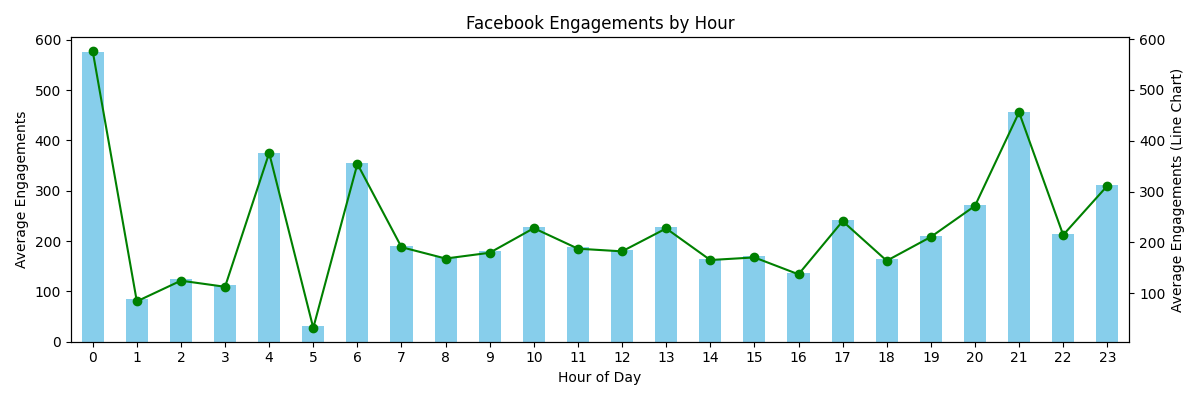 Facebook Engagements by Hour
Average Engagements
600
500
400
300
200
100
0
0 1 2 3 4 5 6 7 8 9 10 11 12 13 14 15 16 17 18 19 20 21 22 23
Hour of Day
600
500
400
300
200
100
Average Engagements (Line Chart)